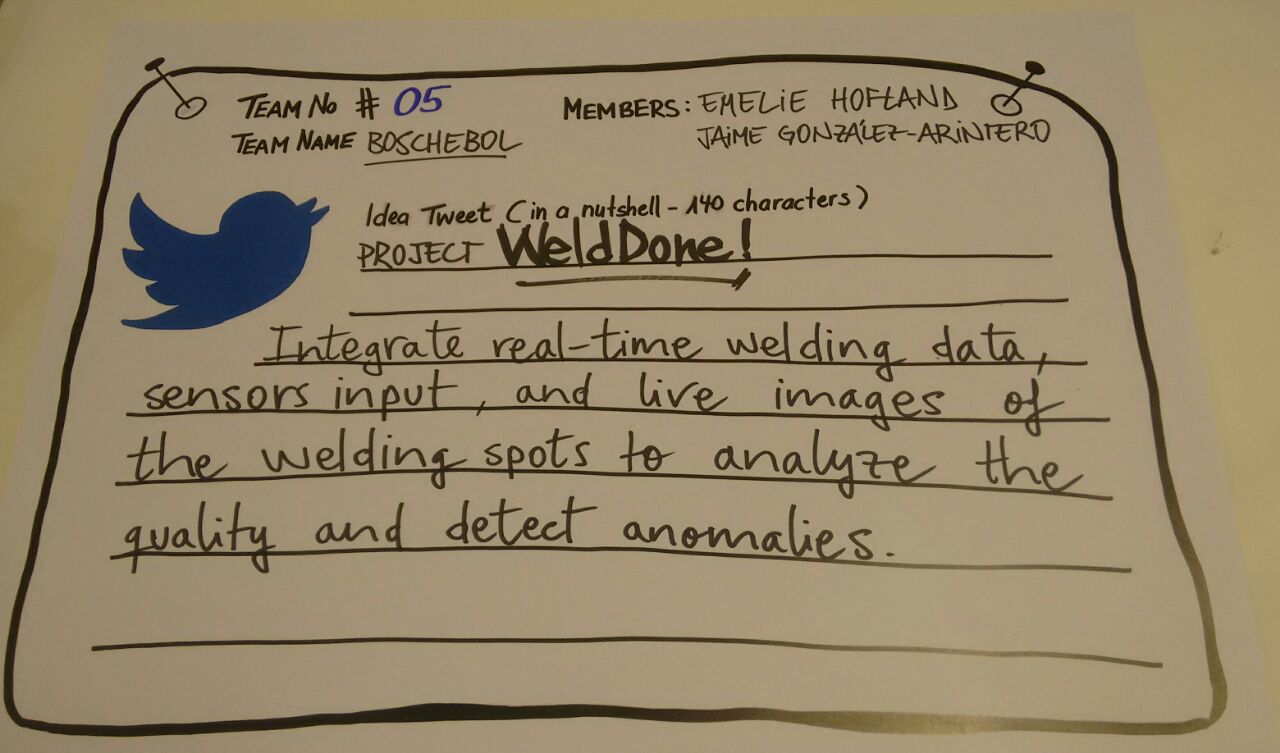 TEAM No # 05
TEAM NAME BOSCHEBOL
MEMBERS: EMELIE HOFLAND
JAIME GONZÁLEZ-ARINTERO
Idea Tweet (in a nutshell - 140 characters)
PROJECT WeldDone!
Integrate real-time welding data,
sensors input, and live images of
the welding spots to analyze the
quality and detect anomalies.